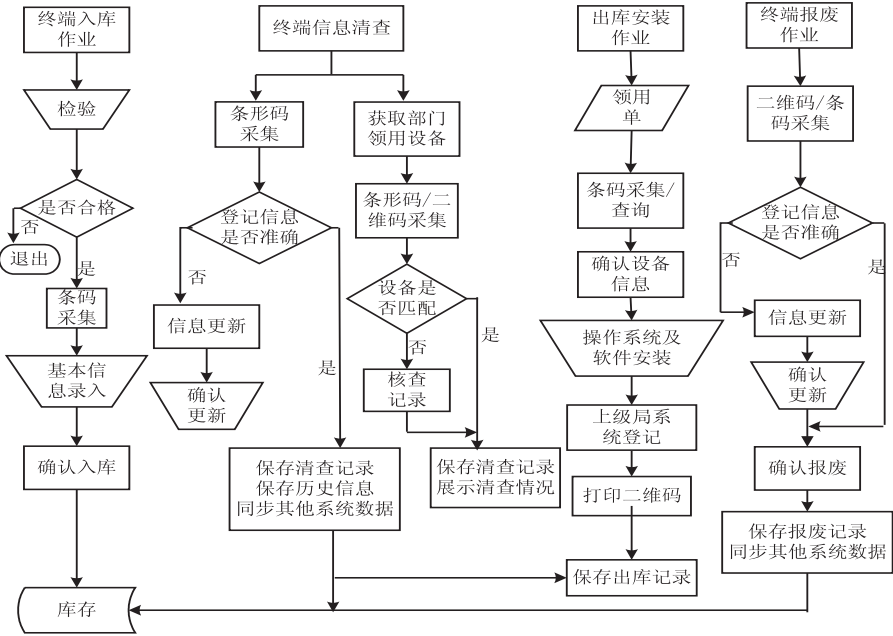 终端入库
作业
检验
是否合格
否
退出
是
条码
采集
基本信
息录入
确认入库
库存
终端信息清查
条形码
采集
登记信息
是否准确
否
信息更新
确认
更新
是
保存清查记录
保存历史信息
同步其他系统数据
获取部门
领用设备
条形码/二
维码采集
设备是
否匹配
否
是
核查
记录
保存清查记录
展示清查情况
出库安装
作业
领用
单
条码采集/
查询
确认设备
信息
操作系统及
软件安装
上级局系
统登记
打印二维码
保存出库记录
终端报废
作业
二维码/条
码采集
登记信息
是否准确
否
是
信息更新
确认
更新
确认报废
保存报废记录
同步其他系统数据